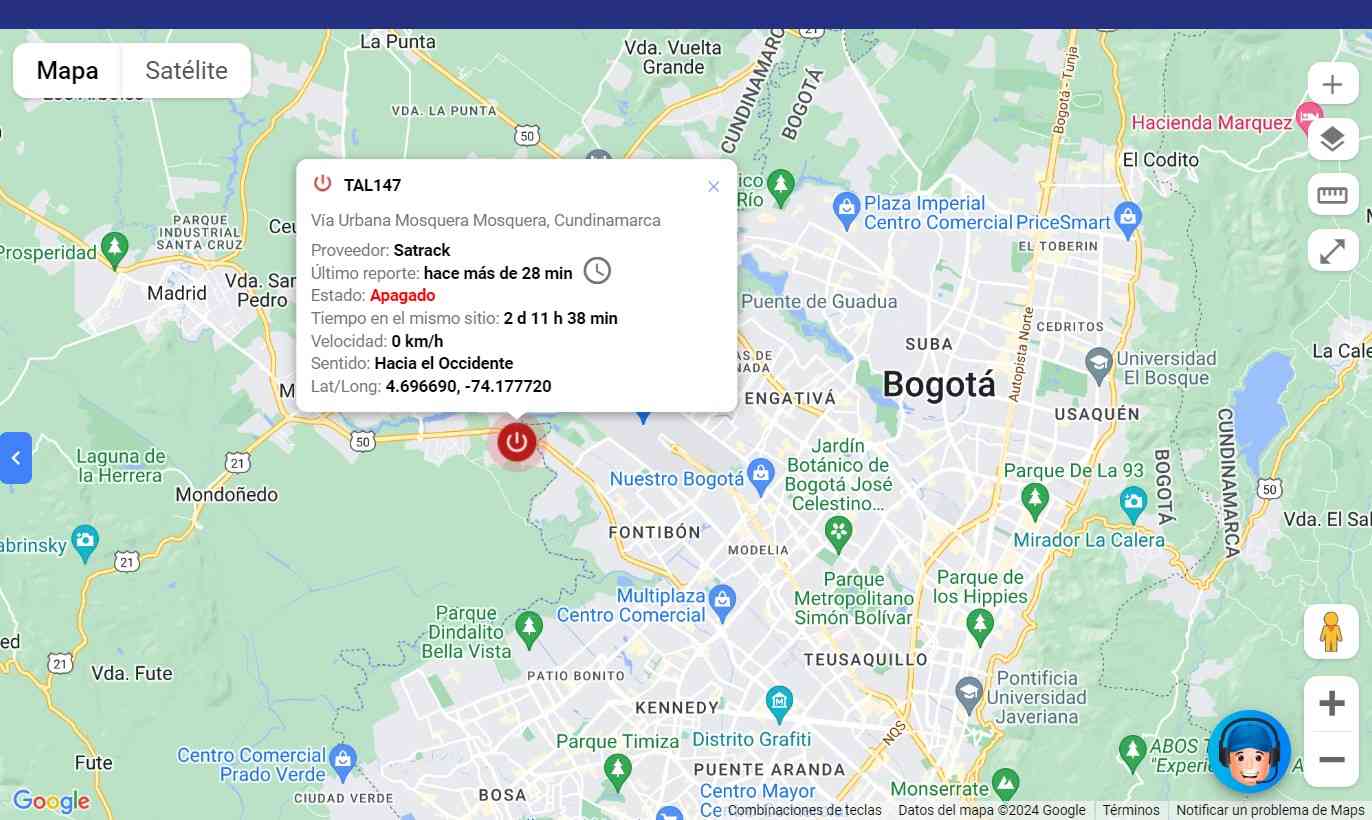 La Punta
Vda. Vuelta
Grande
CUNDINAMARC
BOGOTÁ
21
Bogotá - Tunja
Mapa
Satélite
VDA. LA PUNTA
50
Hacienda Marquez
El Codito
TAL147
Vía Urbana Mosquera Mosquera, Cundinamarca
Proveedor: Satrack
Último reporte: hace más de 28 min
Estado: Apagado
Tiempo en el mismo sitio: 2 d 11 h 38 min
Velocidad: 0 km/h
Sentido: Hacia el Occidente
Lat/Long: 4.696690, -74.177720
ico
Río
Plaza Imperial
Centro Comercial
PriceSmart
EL TOBERIN
PARQUE
INDUSTRIAL
SANTA CRUZ
Prosperidad
Madrid
Vda. San
Pedro
Puente de Guadua
CEDRITOS
Autopista Norte
SUBA
Bogotá
La Cale
Universidad
El Bosque
ENGATIVÁ
USAQUÉN
CUNDINAMARCA
BOGOTÁ
50
21
Laguna de
la Herrera
Mondoñedo
Jardín
Botánico de
Bogotá José
Celestino...
Nuestro Bogotá
Parque De La 93
50
Vda. El Sal
FONTIBÓN
MODELIA
Mirador La Calera
abrinsky
21
Parque
Metropolitano
Simón Bolívar
Parque de
los Hippies
Multiplaza
Centro Comercial
Parque
Dindalito
Bella Vista
21
Vda. Fute
PATIO BONITO
TEUSAQUILLO
Pontificia
Universidad
Javeriana
KENNEDY
NQS
Parque Timiza
Distrito Grafiti
Centro Comercial
Prado Verde
Fute
PUENTE ARANDA
ABOS
"Experi
Monserrate
Centro Mayor
CIUDAD VERDE
BOSA
Google
Combinaciones de teclas
Datos del mapa ©2024 Google
Términos
Notificar un problema de Maps